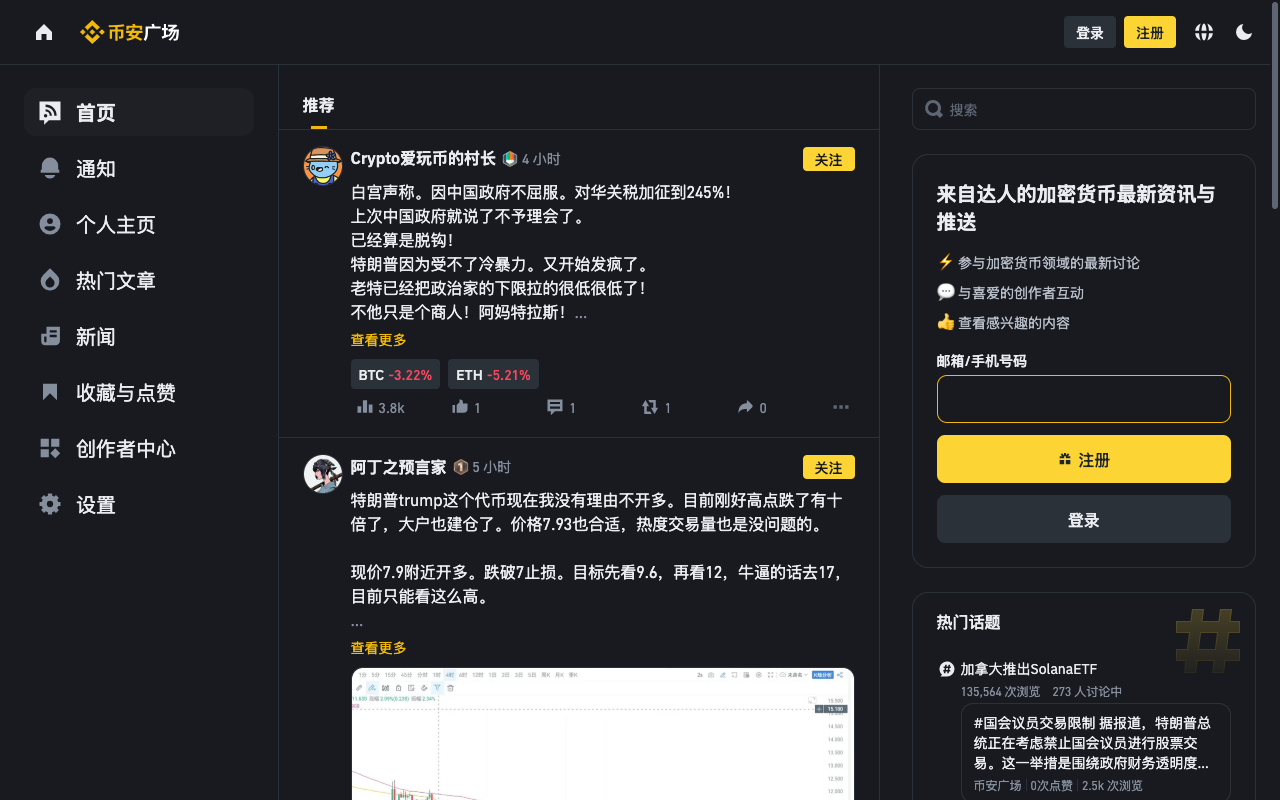 币安广场
登录
注册
首页
通知
个人主页
热门文章
新闻
收藏与点赞
创作者中心
设置
推荐
Crypto爱玩币的村长 4 小时
关注
白宫声称。因中国政府不屈服。对华关税加征到245%！
上次中国政府就说了不予理会了。
已经算是脱钩！
特朗普因为受不了冷暴力。又开始发疯了。
老特已经把政治家的下限拉的很低很低了！
不他只是个商人！阿妈特拉斯！...
查看更多
BTC -3.22%
ETH -5.21%
3.8k
1
1
1
0
阿丁之预言家 5 小时
关注
特朗普trump这个代币现在我没有理由不开多。目前刚好高点跌了有十
倍了，大户也建仓了。价格7.93也合适，热度交易量也是没问题的。
现价7.9附近开多。跌破7止损。目标先看9.6，再看12，牛逼的话去17，
目前只能看这么高。
...
查看更多
15.500
15.100
14.500
14.000
13.500
13.000
12.500
12.000
搜索
来自达人的加密货币最新资讯与
推送
⚡ 参与加密货币领域的最新讨论
💬 与喜爱的创作者互动
👍 查看感兴趣的内容
邮箱/手机号码
注册
登录
热门话题
#
加拿大推出SolanaETF
135,564 次浏览 273 人讨论中
#国会议员交易限制 据报道，特朗普总
统正在考虑禁止国会议员进行股票交
易。这一举措是围绕政府财务透明度...
币安广场 | 0次点赞 | 2.5k 次浏览